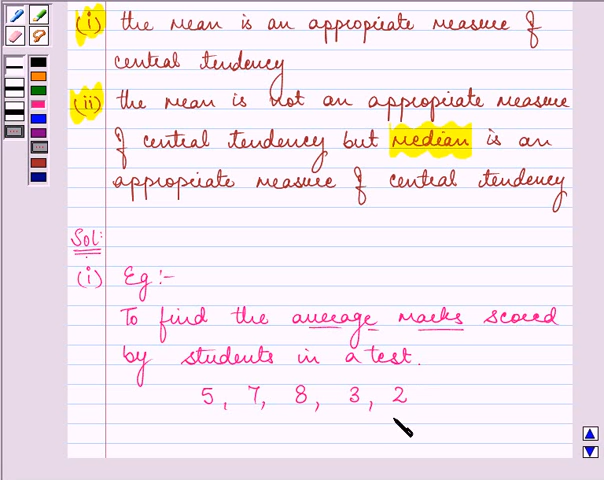 (i) the mean is an appropiate measure of
central tendency
(ii) the mean is not an appropiate measure
of central tendency but median is an
appropriate measure of central tendency
Sol:
(i) Eg :-
To find the average marks scored
by students in a test.
5, 7, 8, 3, 2